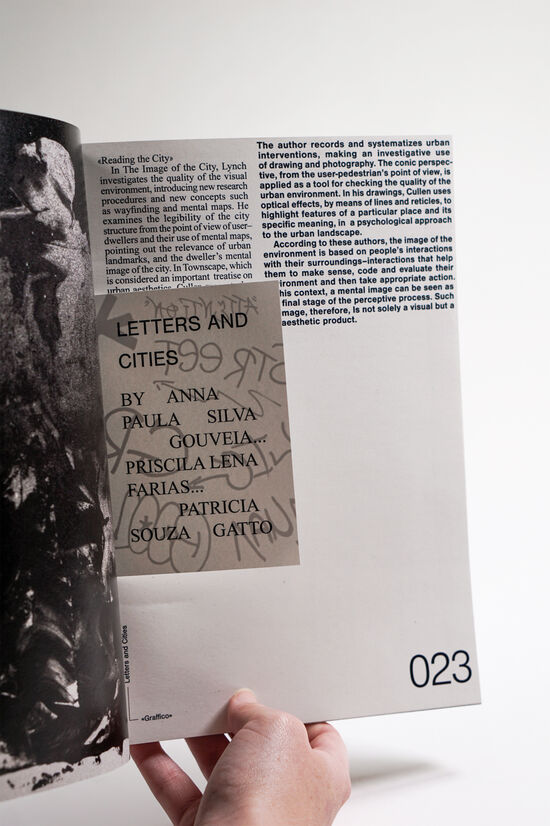 «Reading the City»
In The Image of the City, Lynch
investigates the quality of the visual
environment, introducing new research
procedures and new concepts such
as wayfinding and mental maps. He
examines the legibility of the city
structure from the point of view of user–
dwellers and their use of mental maps,
pointing out the relevance of urban
landmarks, and the dweller's mental
image of the city. In Townscape, which
is considered an important treatise on
urban aesthetics, Cullen
The author records and systematizes urban
interventions, making an investigative use
of drawing and photography. The conic perspec-
tive, from the user-pedestrian's point of view, is
applied as a tool for checking the quality of the
urban environment. In his drawings, Cullen uses
optical effects, by means of lines and reticles, to
highlight features of a particular place and its
specific meaning, in a psychological approach
to the urban landscape.
According to these authors, the image of the
environment is based on people's interactions
with their surroundings–interactions that help
them to make sense, code and evaluate their
ironment and then take appropriate action.
his context, a mental image can be seen as
final stage of the perceptive process. Such
mage, therefore, is not solely a visual but a
aesthetic product.
LETTERS AND
CITIES
BY ANNA
PAULA SILVA
GOUVEIA...
PRISCILA LENA
FARIAS...
PATRICIA
SOUZA GATTO
STREET
Letters and Cities
«Graffico»
023